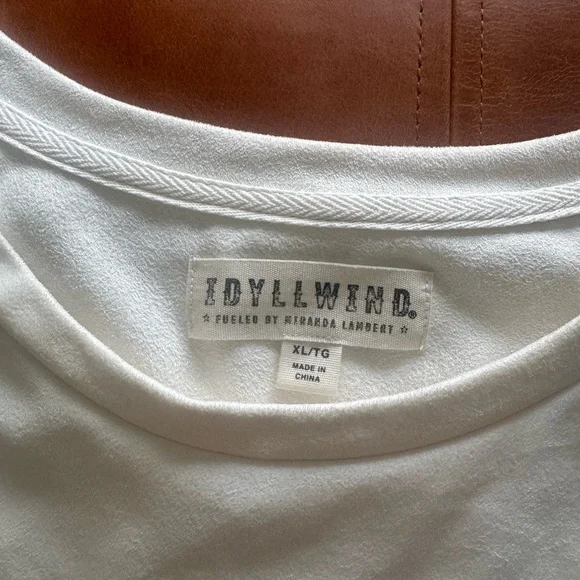 IDYLLWIND®
☆ FUELED BY MIRANDA LAMBERT ☆
XL/TG
MADE IN
CHINA